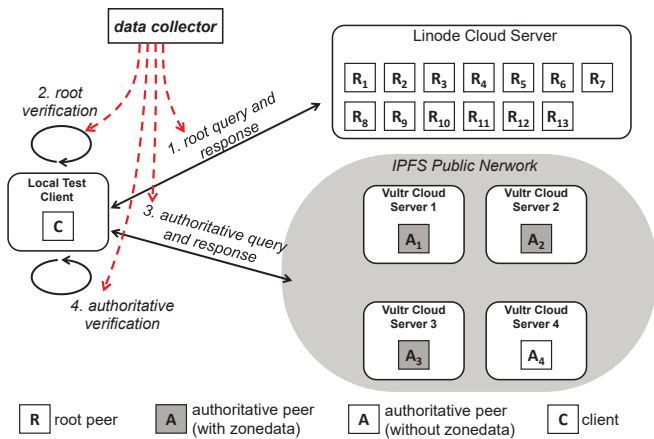 data collector
Linode Cloud Server
R1 R2 R3 R4 R5 R6 R7
R8 R9 R10 R11 R12 R13
2. root
verification
1. root query and
response
Local Test
Client
C
3. authoritative query
and response
4. authoritative
verification
IPFS Public Nework
Vultr Cloud
Server 1
A1
Vultr Cloud
Server 2
A2
Vultr Cloud
Server 3
A3
Vultr Cloud
Server 4
A4
R root peer
A authoritative peer
(with zonedata)
A authoritative peer
(without zonedata)
C client